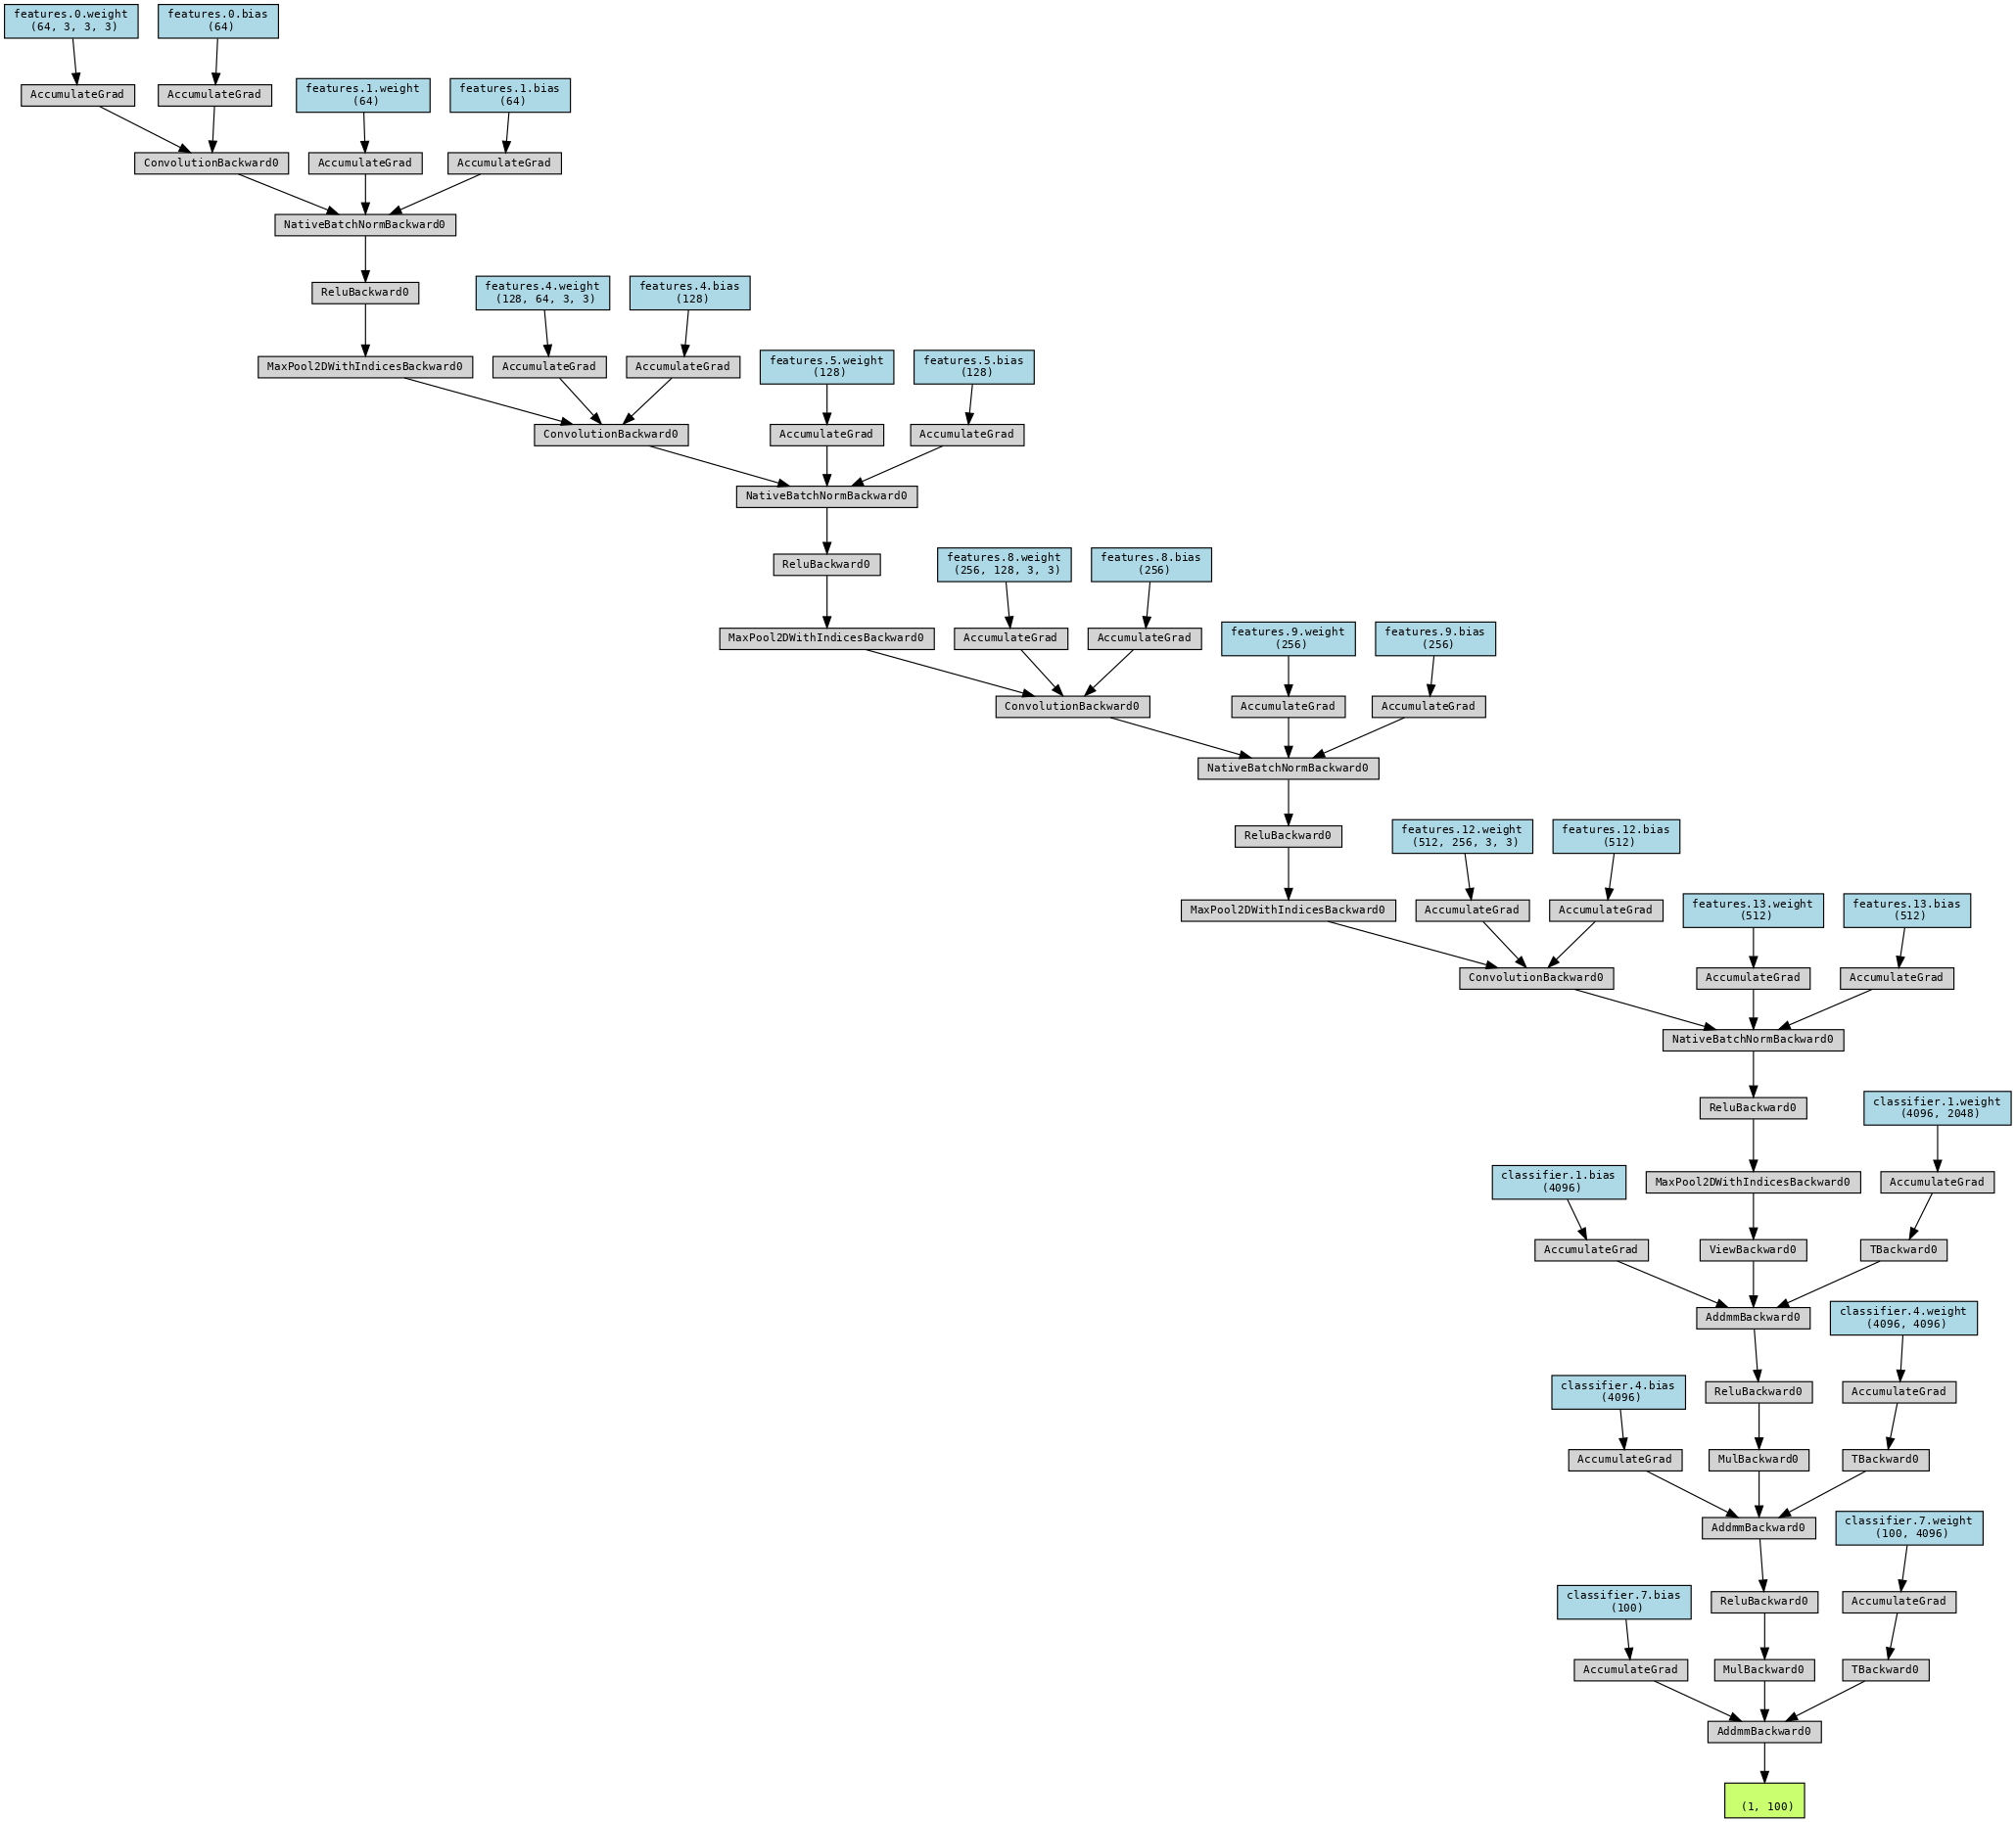 features.0.weight
(64, 3, 3, 3)
features.0.bias
(64)
AccumulateGrad
AccumulateGrad
features.1.weight
(64)
features.1.bias
(64)
ConvolutionBackward0
AccumulateGrad
AccumulateGrad
NativeBatchNormBackward0
ReluBackward0
features.4.weight
(128, 64, 3, 3)
features.4.bias
(128)
MaxPool2DWithIndicesBackward0
AccumulateGrad
AccumulateGrad
features.5.weight
(128)
features.5.bias
(128)
ConvolutionBackward0
AccumulateGrad
AccumulateGrad
NativeBatchNormBackward0
ReluBackward0
features.8.weight
(256, 128, 3, 3)
features.8.bias
(256)
MaxPool2DWithIndicesBackward0
AccumulateGrad
AccumulateGrad
features.9.weight
(256)
features.9.bias
(256)
ConvolutionBackward0
AccumulateGrad
AccumulateGrad
NativeBatchNormBackward0
ReluBackward0
features.12.weight
(512, 256, 3, 3)
features.12.bias
(512)
MaxPool2DWithIndicesBackward0
AccumulateGrad
AccumulateGrad
features.13.weight
(512)
features.13.bias
(512)
ConvolutionBackward0
AccumulateGrad
AccumulateGrad
NativeBatchNormBackward0
ReluBackward0
classifier.1.weight
(4096, 2048)
classifier.1.bias
(4096)
MaxPool2DWithIndicesBackward0
AccumulateGrad
AccumulateGrad
ViewBackward0
TBackward0
AddmmBackward0
classifier.4.weight
(4096, 4096)
classifier.4.bias
(4096)
ReluBackward0
AccumulateGrad
AccumulateGrad
MulBackward0
TBackward0
AddmmBackward0
classifier.7.weight
(100, 4096)
classifier.7.bias
(100)
ReluBackward0
AccumulateGrad
AccumulateGrad
MulBackward0
TBackward0
AddmmBackward0
(1, 100)